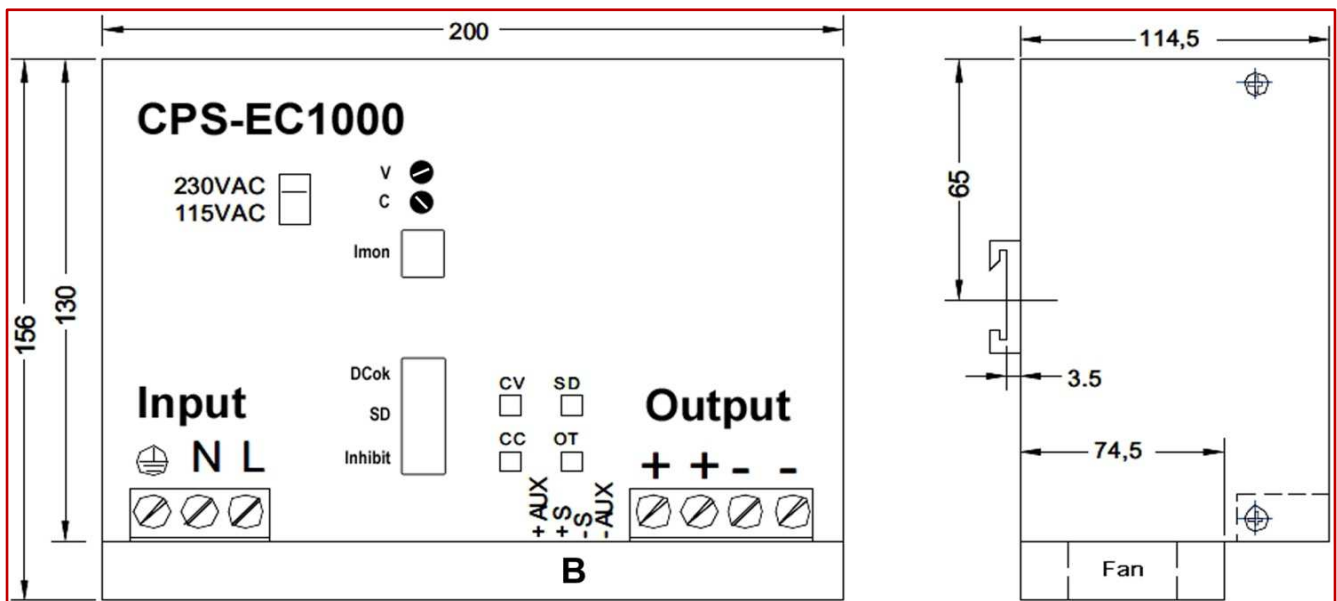 200
114,5
CPS-EC1000
V
230VAC
115VAC
C
Imon
156
130
65
DCok
SD
Inhibit
CV
SD
CC
OT
Input
N L
Output
+ + - -
+ AUX
+ S
- S
- AUX
B
3.5
74,5
Fan